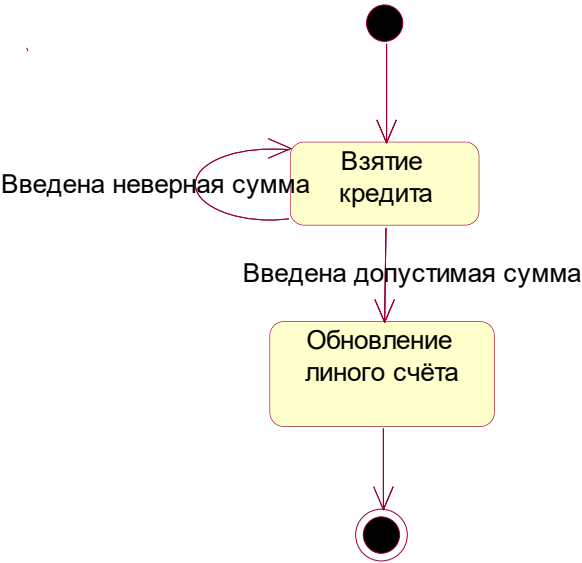 Взятие
кредита
Введена неверная сумма
Введена допустимая сумма
Обновление
линого счёта